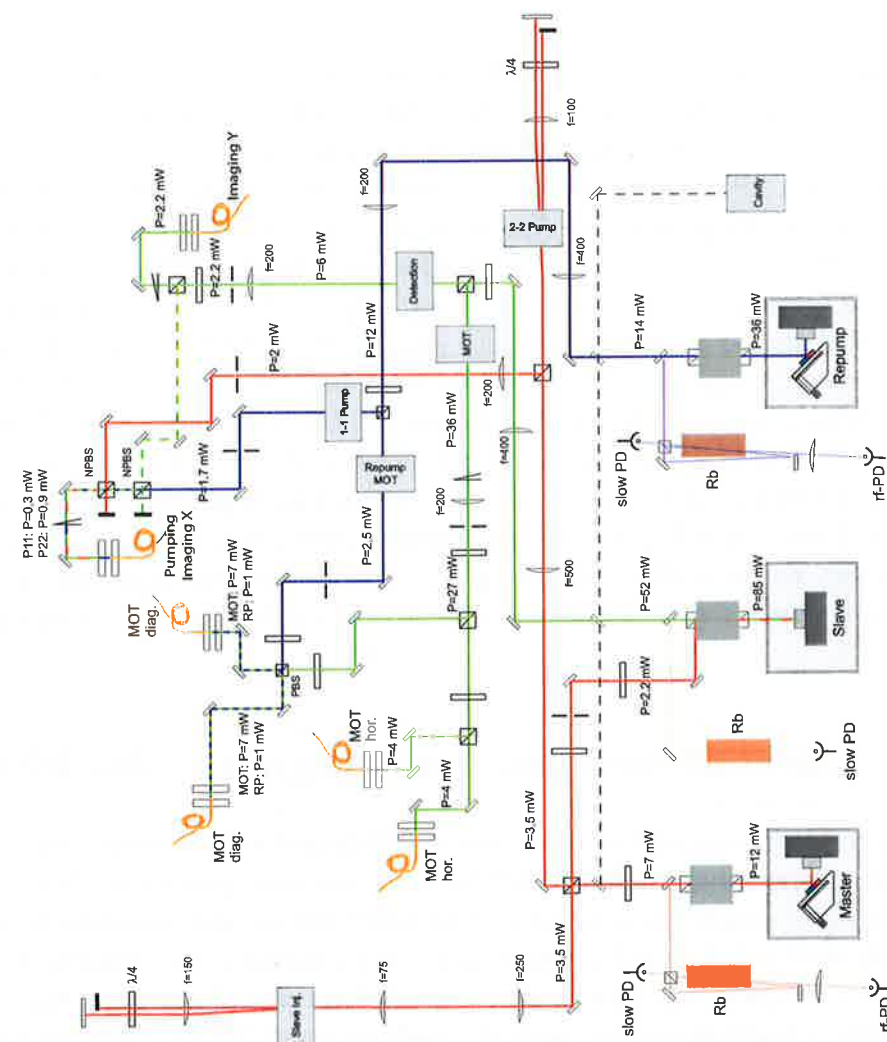 λ/4
f=100
Imaging Y
P=2.2 mW
P=2.2 mW
f=200
P=6 mW
f=200
P=12 mW
2-2 Pump
f=400
Cavity
Detection
MOT
P=2 mW
P=36 mW
f=200
f=400
P=14 mW
P=36 mW
Repump
slow PD
Rb
rf-PD
NPBS
NPBS
P11: P=0,3 mW
P22: P=0,9 mW
Pumping
Imaging X
P=1,7 mW
1-1 Pump
Repump
MOT
P=2,5 mW
f=200
P=27 mW
f=500
MOT
diag.
MOT: P=7 mW
RP: P=1 mW
PBS
MOT: P=7 mW
RP: P=1 mW
MOT
diag.
MOT
hor.
P=4 mW
P=4 mW
MOT
hor.
P=52 mW
P=85 mW
Slave
P=2.2 mW
Rb
slow PD
P=3,5 mW
P=7 mW
P=12 mW
Master
P=3,5 mW
slow PD
Rb
rf-PD
λ/4
f=150
Slave Inj.
f=75
f=250